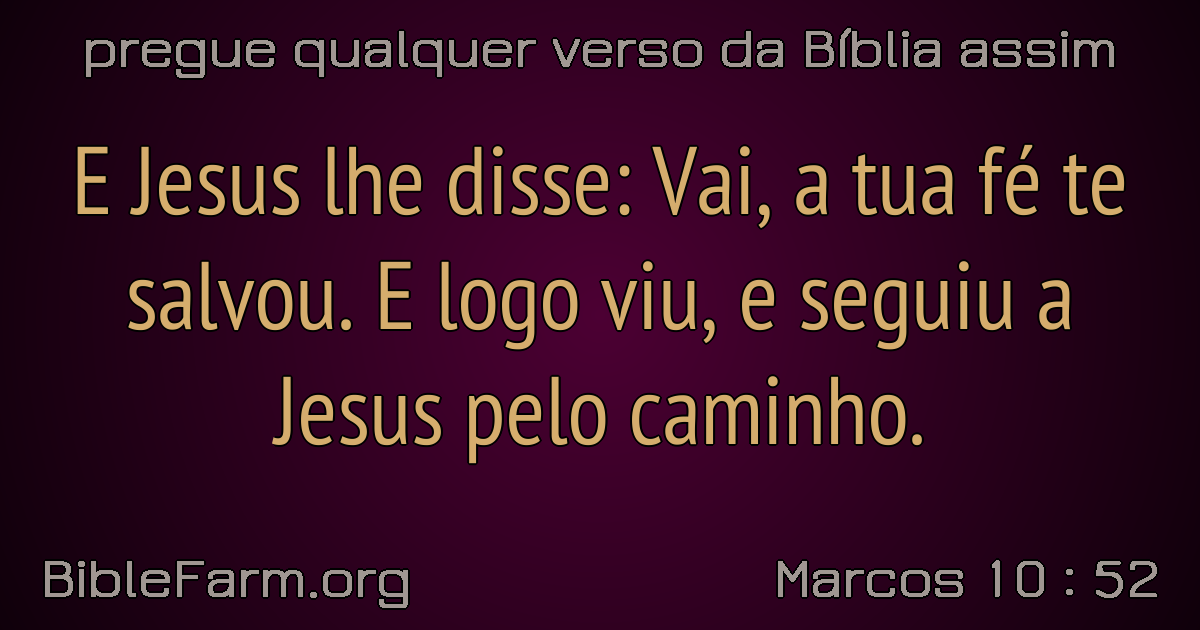 pregue qualquer verso da Bíblia assim
E Jesus lhe disse: Vai, a tua fé te
salvou. E logo viu, e seguiu a
Jesus pelo caminho.
BibleFarm.org
Marcos 10 : 52